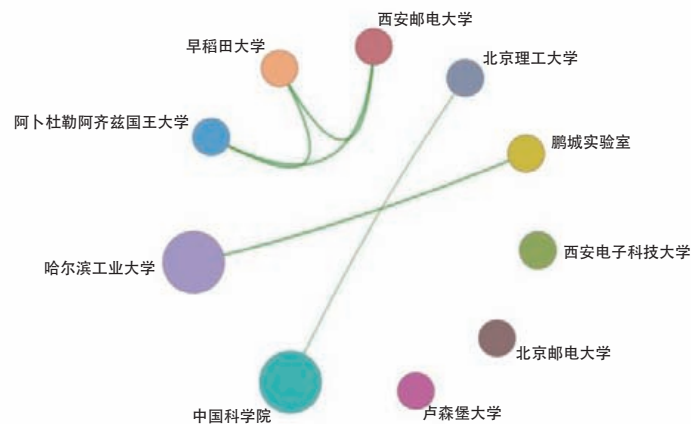 西安邮电大学
早稻田大学
北京理工大学
阿卜杜勒阿齐兹国王大学
鹏城实验室
西安电子科技大学
哈尔滨工业大学
北京邮电大学
中国科学院
卢森堡大学